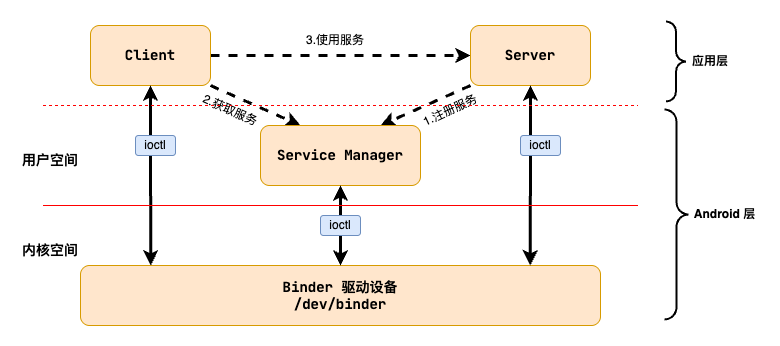 3.使用服务
Client
Server
应用层
2.获取服务
1.注册服务
ioctl
ioctl
Service Manager
用户空间
Android 层
ioctl
内核空间
Binder 驱动设备
/dev/binder